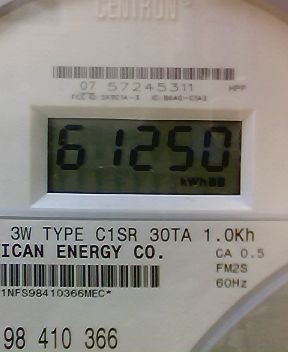 CENTRON®
07 57245311 HPP
61250
kWh
3W TYPE C1SR 30TA 1.0Kh
ICAN ENERGY CO.
CA 0.5
FM2S
60Hz
1NFS98410366MEC*
98 410 366